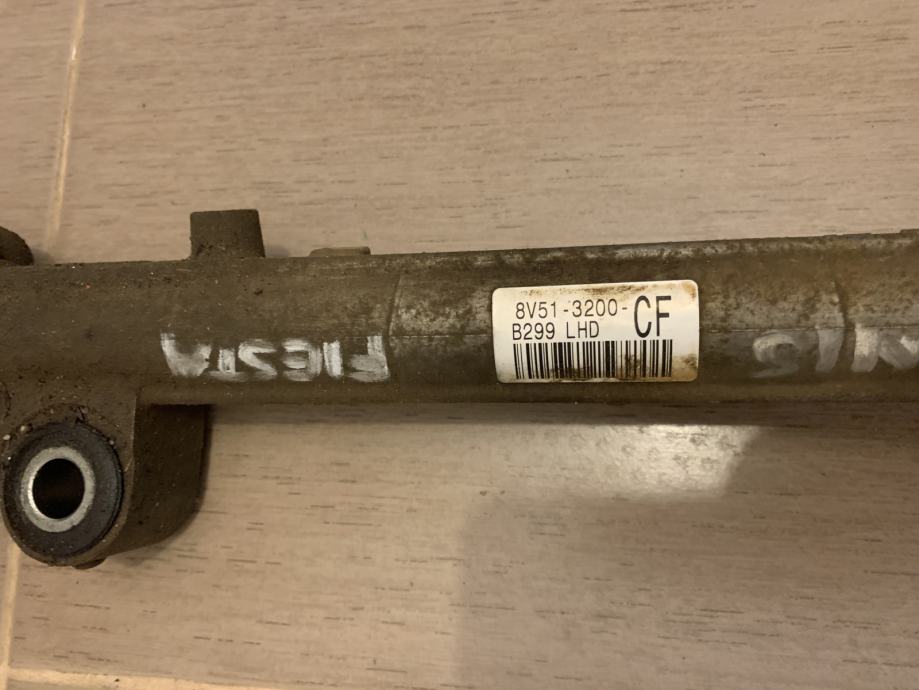 8V51-3200-CF
B299 LHD
FIESTA